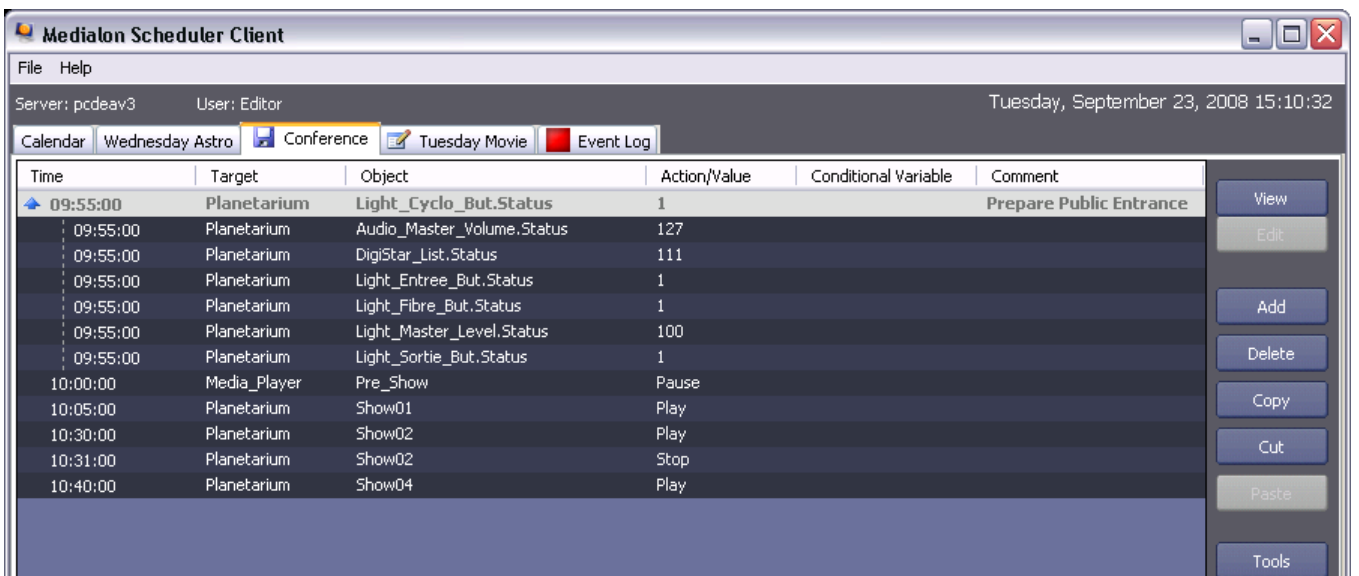 Medialon Scheduler Client
File Help
Server: pcdeav3 User: Editor Tuesday, September 23, 2008 15:10:32
Calendar Wednesday Astro Conference Tuesday Movie Event Log
Time Target Object Action/Value Conditional Variable Comment
09:55:00 Planetarium Light_Cyclo_But.Status 1 Prepare Public Entrance
09:55:00 Planetarium Audio_Master_Volume.Status 127
09:55:00 Planetarium DigiStar_List.Status 111
09:55:00 Planetarium Light_Entree_But.Status 1
09:55:00 Planetarium Light_Fibre_But.Status 1
09:55:00 Planetarium Light_Master_Level.Status 100
09:55:00 Planetarium Light_Sortie_But.Status 1
10:00:00 Media_Player Pre_Show Pause
10:05:00 Planetarium Show01 Play
10:30:00 Planetarium Show02 Play
10:31:00 Planetarium Show02 Stop
10:40:00 Planetarium Show04 Play
View
Edit
Add
Delete
Copy
Cut
Paste
Tools